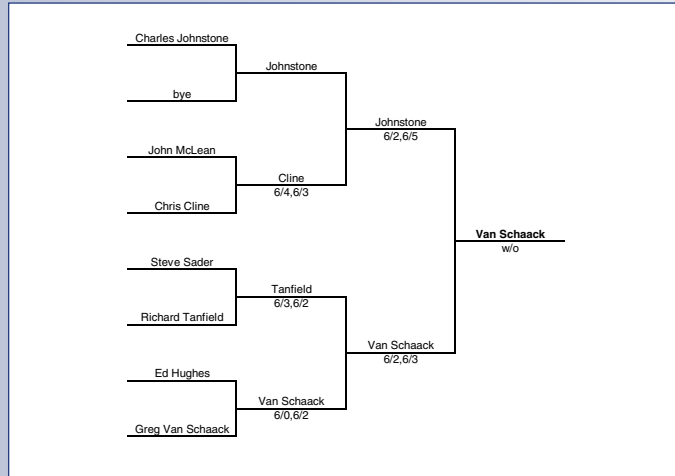 Charles Johnstone
Johnstone
bye
Johnstone
6/2,6/5
John McLean
Cline
6/4,6/3
Chris Cline
Van Schaack
w/o
Steve Sader
Tanfield
6/3,6/2
Richard Tanfield
Van Schaack
6/2,6/3
Ed Hughes
Van Schaack
6/0,6/2
Greg Van Schaack